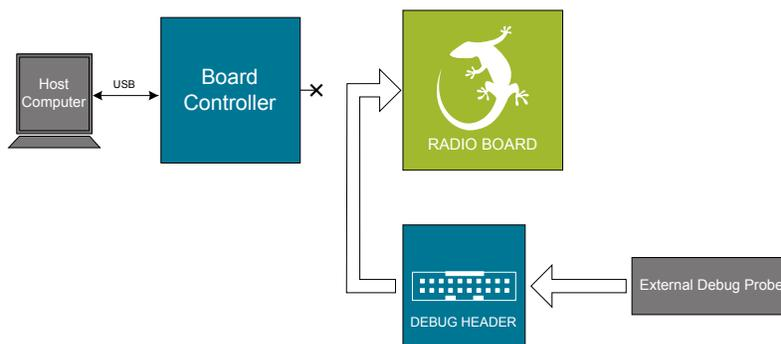 Host
Computer
USB
Board
Controller
RADIO BOARD
DEBUG HEADER
External Debug Probe